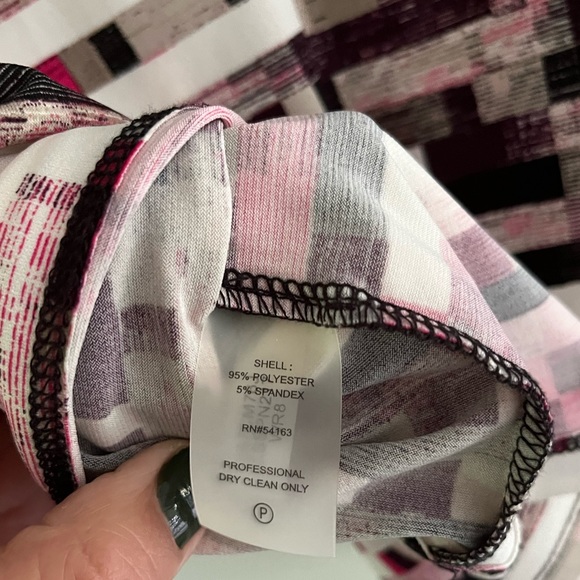 SHELL :
95% POLYESTER
5% SPANDEX
RN#54163
PROFESSIONAL
DRY CLEAN ONLY
P